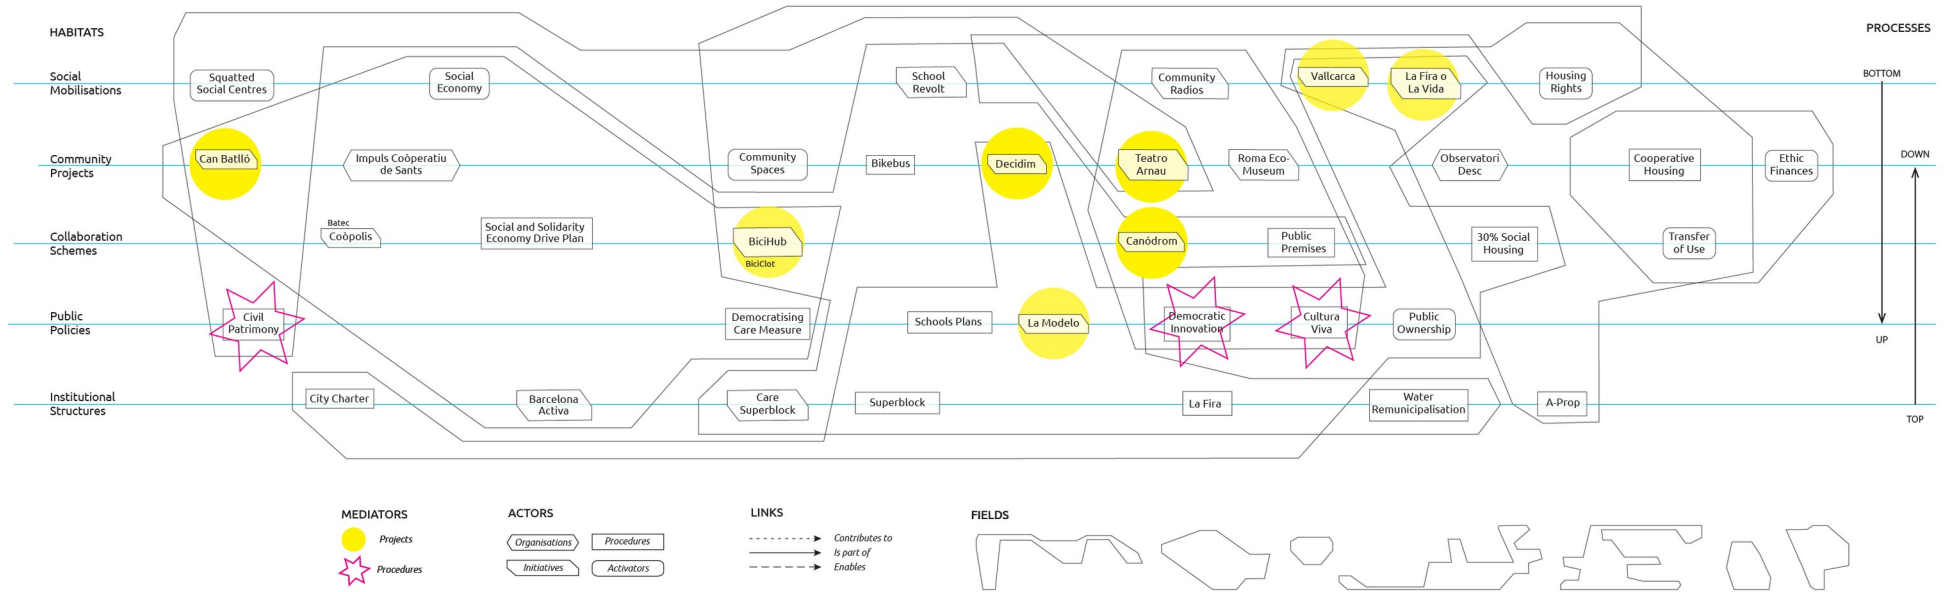 HABITATS
PROCESSES
Social
Mobilisations
Squatted
Social Centres
Social
Economy
School
Revolt
Community
Radios
Vallcarca
La Fira o
La Vida
Housing
Rights
BOTTOM
Community
Projects
Can Batlló
Impuls Coòperatiu
de Sants
Community
Spaces
Bikebus
Decidim
Teatro
Arnau
Roma Eco-
Museum
Observatori
Desc
Cooperative
Housing
Ethic
Finances
DOWN
Collaboration
Schemes
Batec
Coòpolis
Social and Solidarity
Economy Drive Plan
BiciHub
BiciClot
Canódrom
Public
Premises
30% Social
Housing
Transfer
of Use
Public
Policies
Civil
Patrimony
Democratising
Care Measure
Schools Plans
La Modelo
Democratic
Innovation
Cultura
Viva
Public
Ownership
UP
Institutional
Structures
City Charter
Barcelona
Activa
Care
Superblock
Superblock
La Fira
Water
Remunicipalisation
A-Prop
TOP
MEDIATORS
Projects
Procedures
ACTORS
Organisations
Procedures
Initiatives
Activators
LINKS
Contributes to
Is part of
Enables
FIELDS